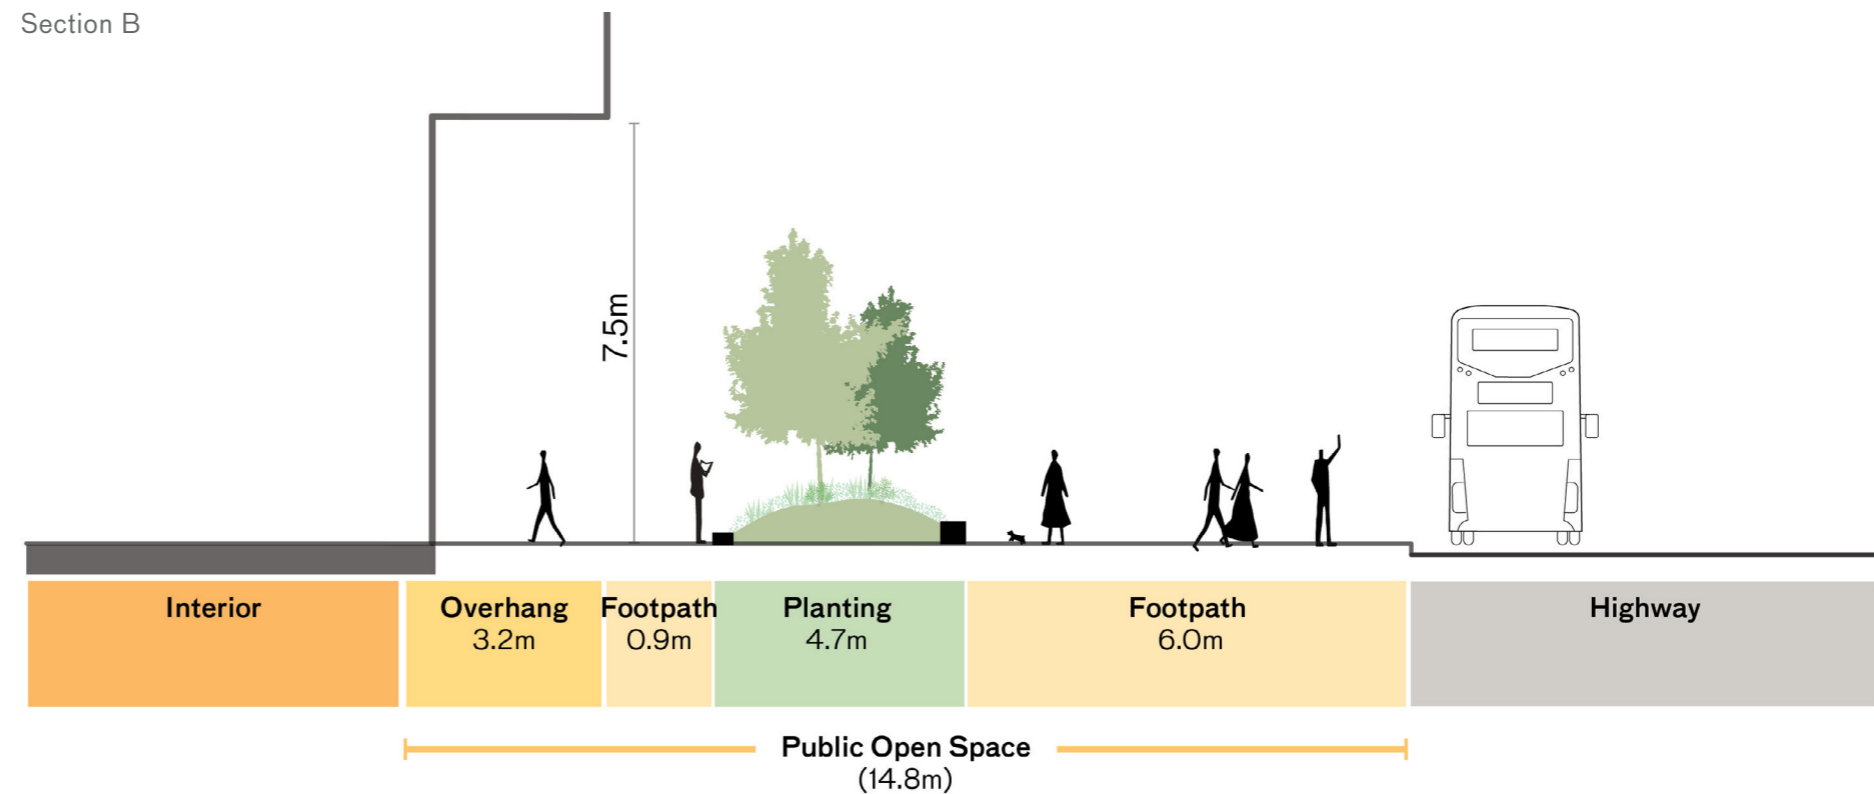 Section B
7.5m
Interior
Overhang
3.2m
Footpath
0.9m
Planting
4.7m
Footpath
6.0m
Highway
Public Open Space
(14.8m)